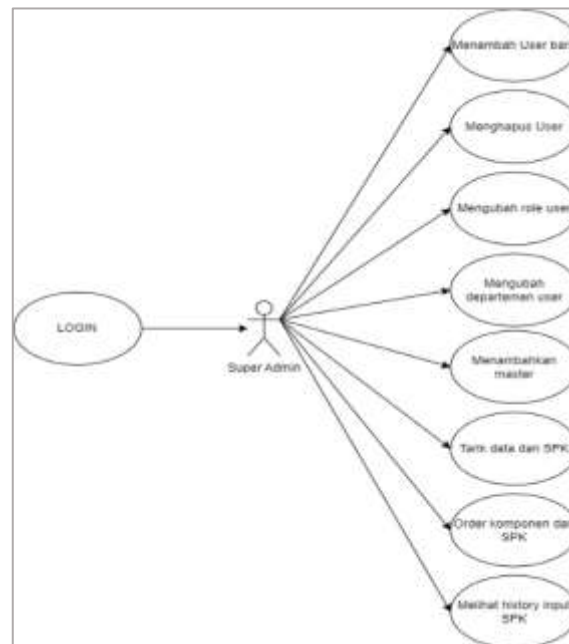 Menambah User bar
Menghapus User
Mengubah role user
Mengubah
departemen user
LOGIN
Super Admin
Menambahkan
master
Tarik data dari SPK
Order komponen dar
SPK
Melihat history input
SPK